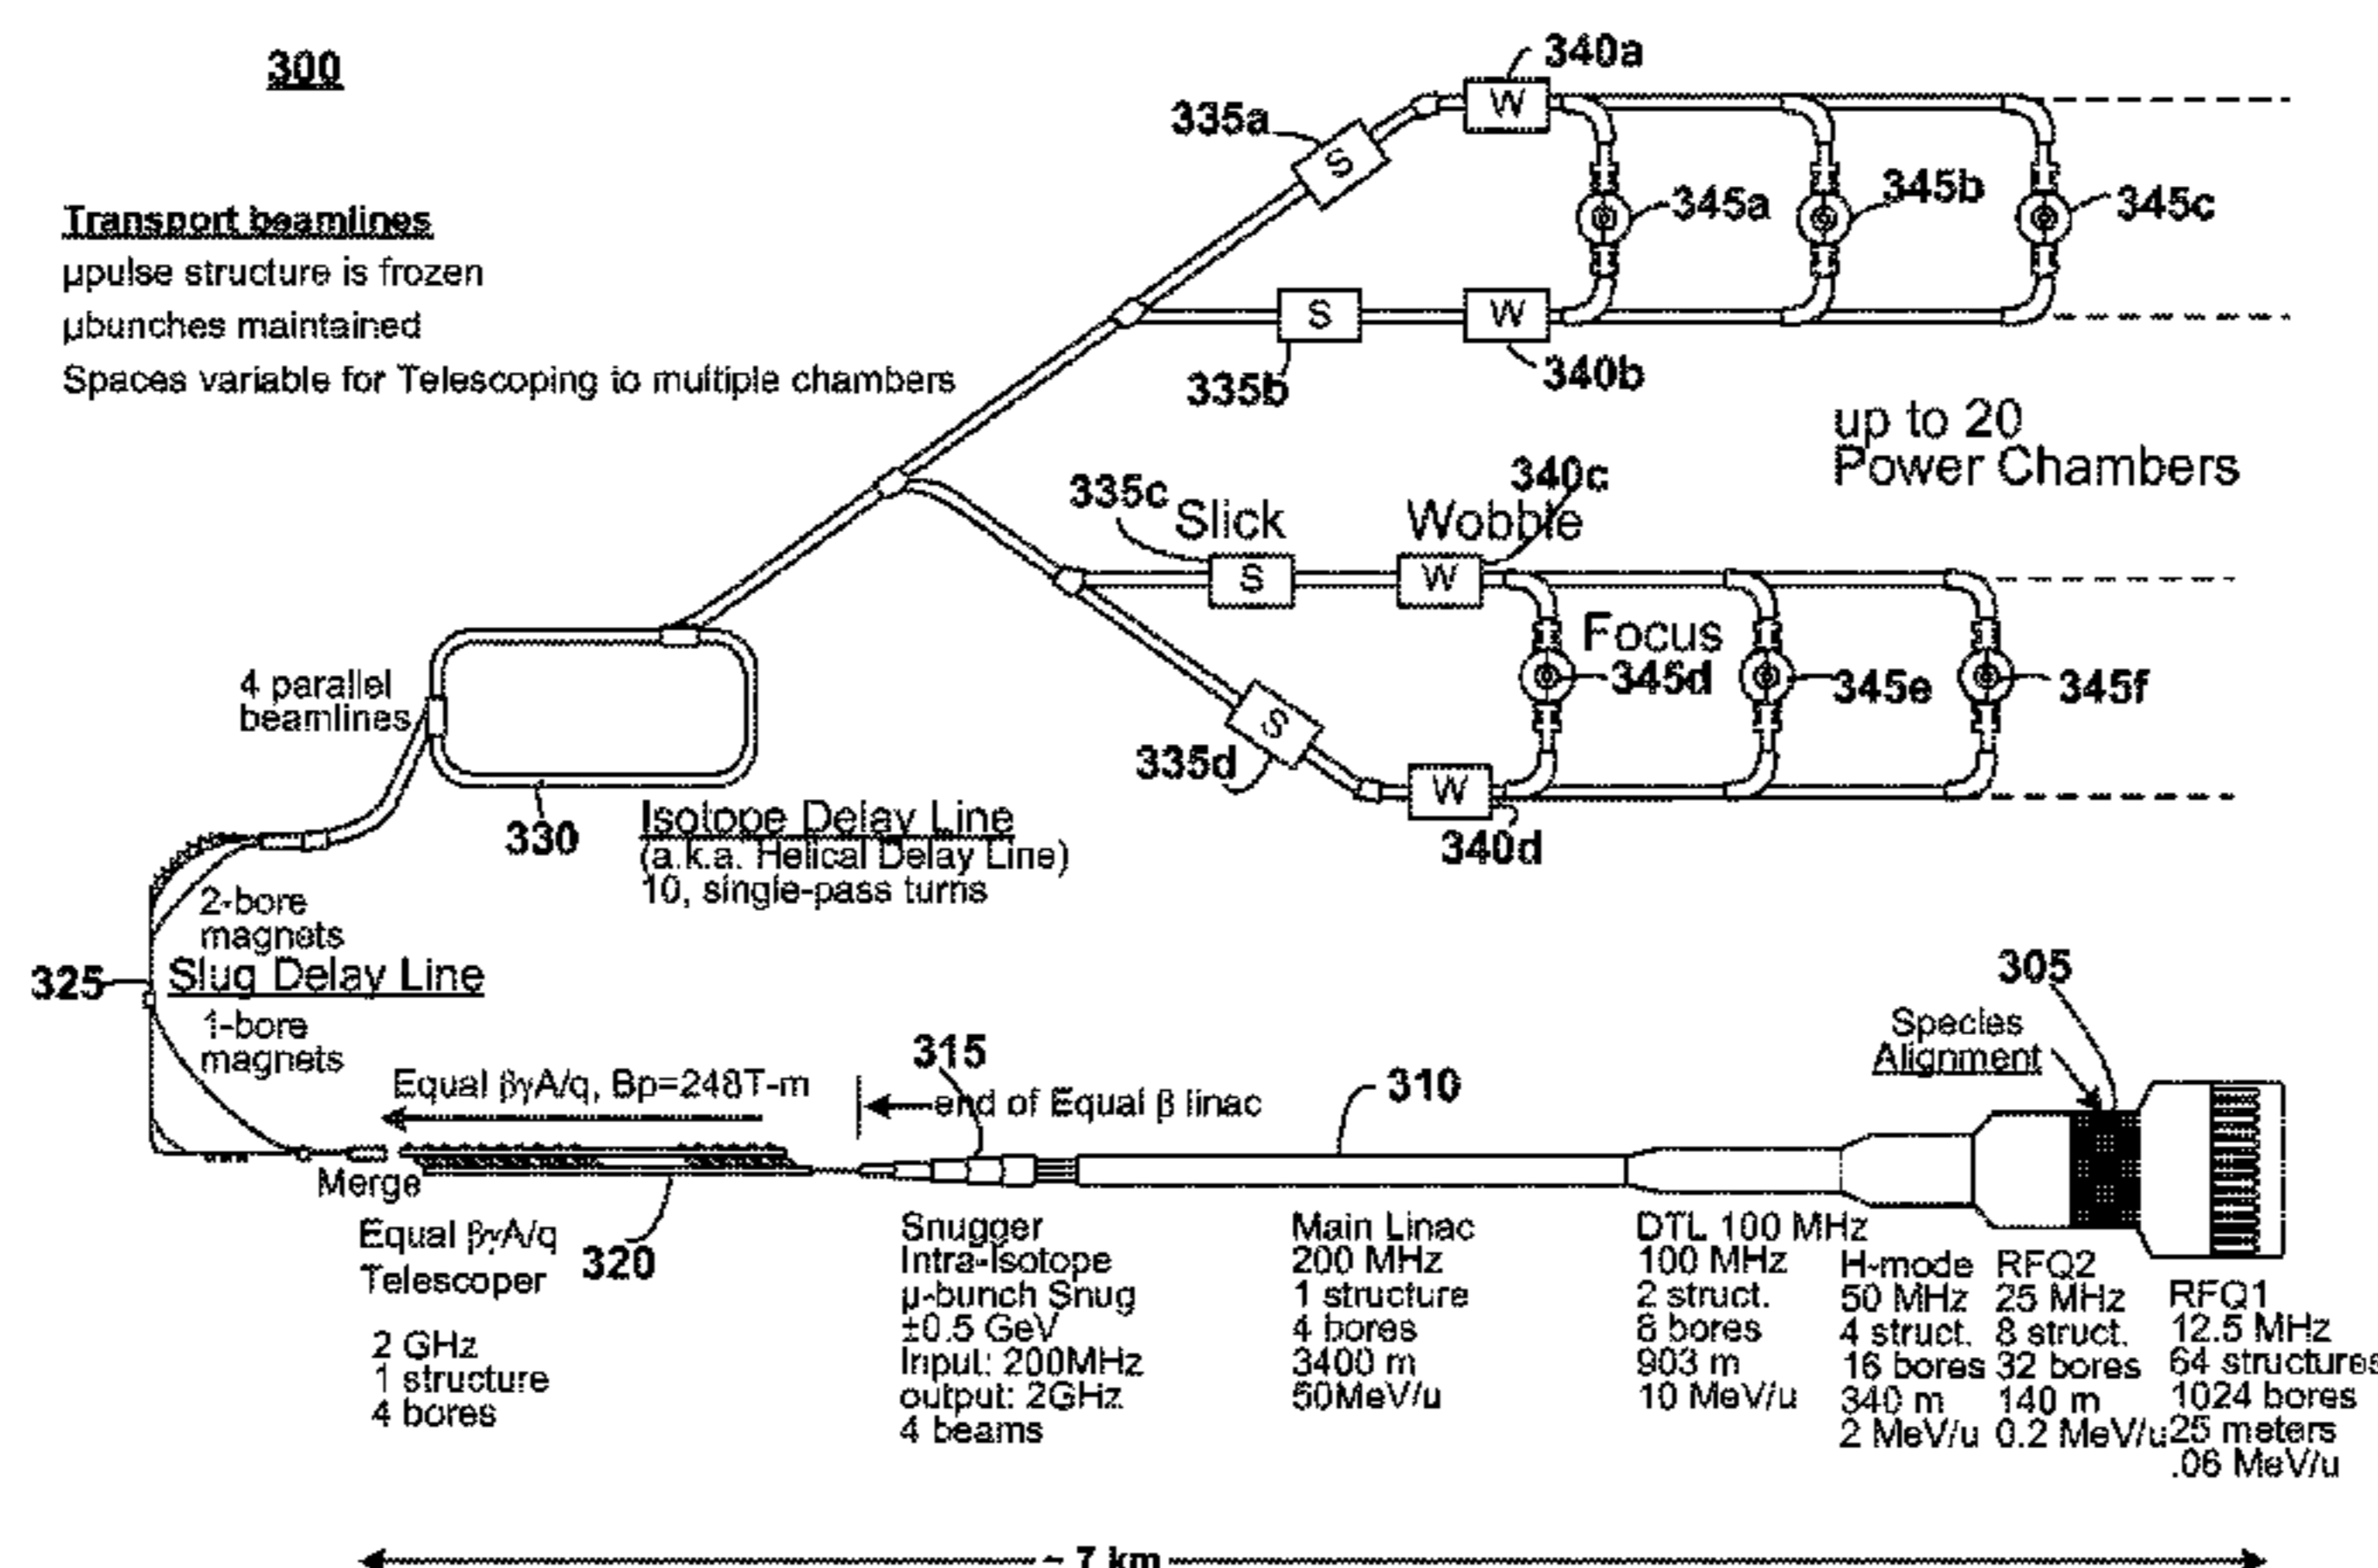 300
Transport beamlines
µpulse structure is frozen
µbunches maintained
Spaces variable for Telescoping to multiple chambers
340a
335a
W
S
345a
345b
345c
S
W
335b
340b
up to 20
Power Chambers
335c
Slick
Wobble
340c
S
W
Focus
345d
345e
345f
S
335d
W
340d
4 parallel
beamlines
330
Isotope Delay Line
(a.k.a. Helical Delay Line)
10, single-pass turns
2-bore
magnets
325
Slug Delay Line
1-bore
magnets
305
Species
Alignment
315
310
Equal βγA/q, Bρ=248T-m
end of Equal β linac
Merge
Equal βγA/q
Telescoper
320
2 GHz
1 structure
4 bores
Snugger
Intra-Isotope
µ-bunch Snug
±0.5 GeV
Input: 200MHz
output: 2GHz
4 beams
Main Linac
200 MHz
1 structure
4 bores
3400 m
50MeV/u
DTL 100 MHz
100 MHz
2 struct.
8 bores
903 m
10 MeV/u
H-mode
50 MHz
4 struct.
16 bores
340 m
2 MeV/u
RFQ2
25 MHz
8 struct.
32 bores
140 m
0.2 MeV/u
RFQ1
12.5 MHz
64 structures
1024 bores
25 meters
.06 MeV/u
~ 7 km